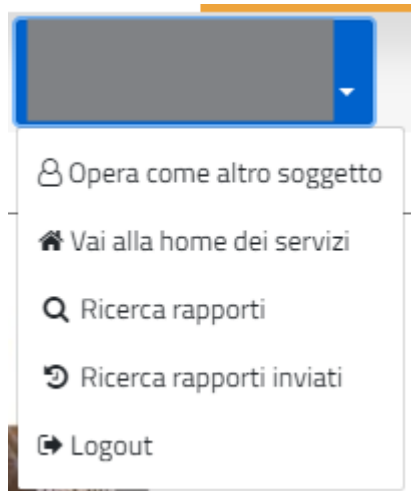 Opera come altro soggetto
Vai alla home dei servizi
Ricerca rapporti
Ricerca rapporti inviati
Logout